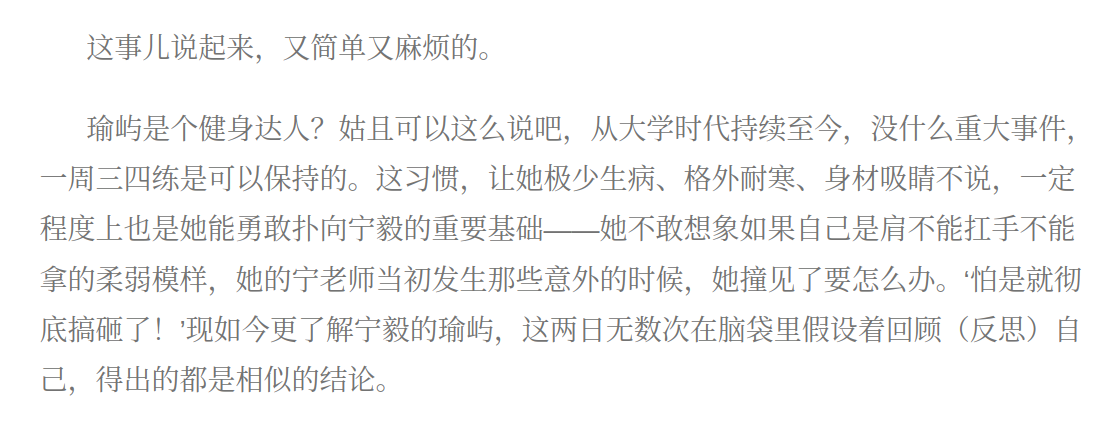 这事儿说起来，又简单又麻烦的。
瑜屿是个健身达人？姑且可以这么说吧，从大学时代持续至今，没什么重大事件，
一周三四练是可以保持的。这习惯，让她极少生病、格外耐寒、身材吸睛不说，一定
程度上也是她能勇敢扑向宁毅的重要基础——她不敢想象如果自己是肩不能扛手不能
拿的柔弱模样，她的宁老师当初发生那些意外的时候，她撞见了要怎么办。‘怕是就彻
底搞砸了！’现如今更了解宁毅的瑜屿，这两日无数次在脑袋里假设着回顾（反思）自
己，得出的都是相似的结论。